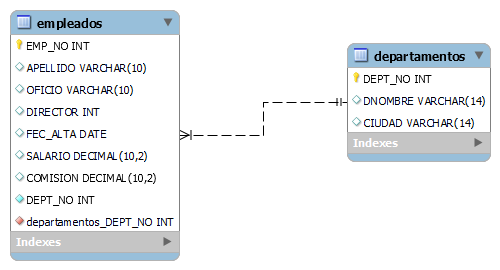 empleados
EMP_NO INT
APELLIDO VARCHAR(10)
OFICIO VARCHAR(10)
DIRECTOR INT
FEC_ALTA DATE
SALARIO DECIMAL(10,2)
COMISION DECIMAL(10,2)
DEPT_NO INT
departamentos_DEPT_NO INT
Indexes
departamentos
DEPT_NO INT
DNOMBRE VARCHAR(14)
CIUDAD VARCHAR(14)
Indexes